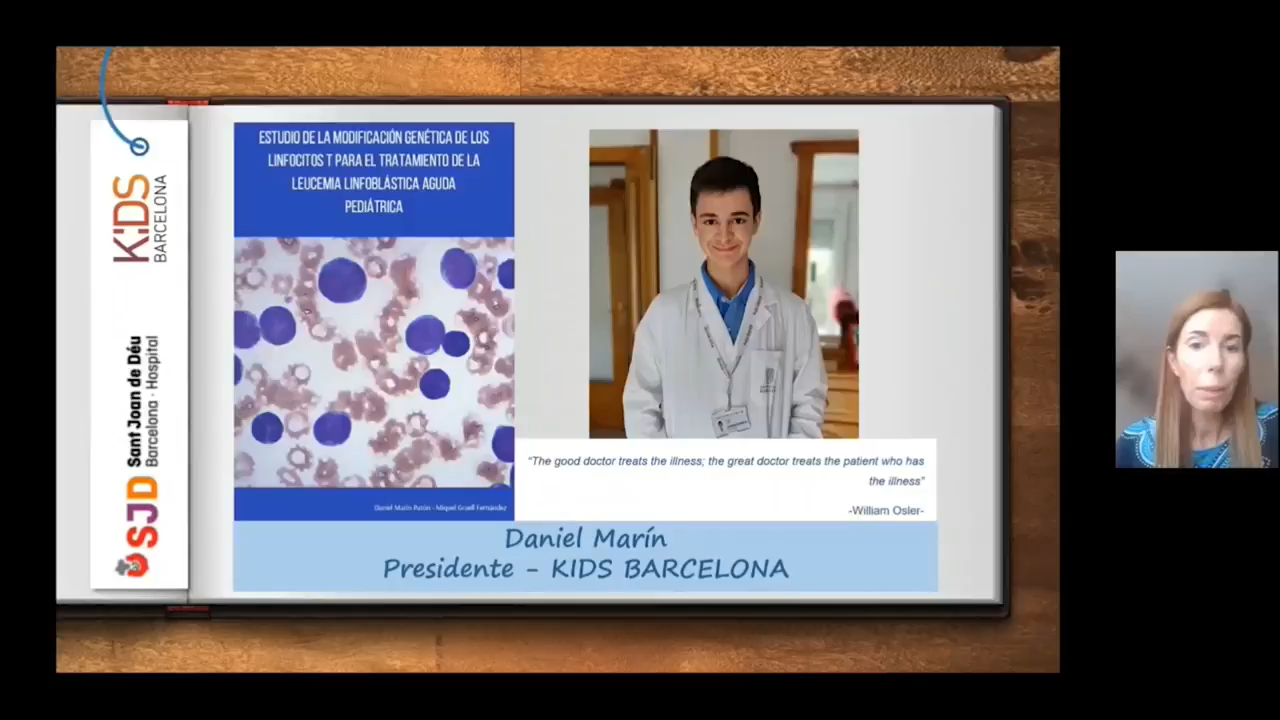 KiDS
BARCELONA
SJD
Sant Joan de Déu
Barcelona · Hospital
ESTUDIO DE LA MODIFICACIÓN GENÉTICA DE LOS
LINFOCITOS T PARA EL TRATAMIENTO DE LA
LEUCEMIA LINFOBLÁSTICA AGUDA
PEDIÁTRICA
Daniel Marín Patón - Miquel Graell Fernández
"The good doctor treats the illness; the great doctor treats the patient who has
the illness"
-William Osler-
Daniel Marín
Presidente - KIDS BARCELONA